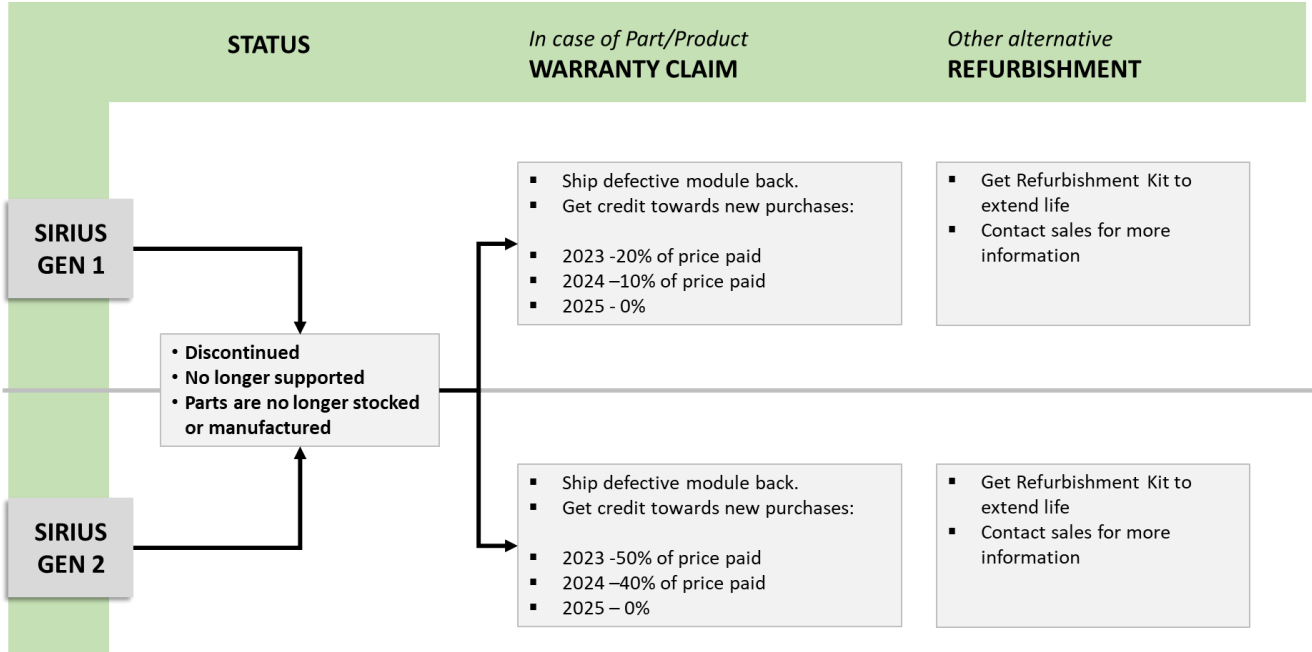 STATUS
In case of Part/Product
WARRANTY CLAIM
Other alternative
REFURBISHMENT
SIRIUS
GEN 1
▪ Ship defective module back.
▪ Get credit towards new purchases:
▪ 2023 -20% of price paid
▪ 2024 –10% of price paid
▪ 2025 - 0%
▪ Get Refurbishment Kit to
extend life
▪ Contact sales for more
information
• Discontinued
• No longer supported
• Parts are no longer stocked
or manufactured
SIRIUS
GEN 2
▪ Ship defective module back.
▪ Get credit towards new purchases:
▪ 2023 -50% of price paid
▪ 2024 –40% of price paid
▪ 2025 – 0%
▪ Get Refurbishment Kit to
extend life
▪ Contact sales for more
information